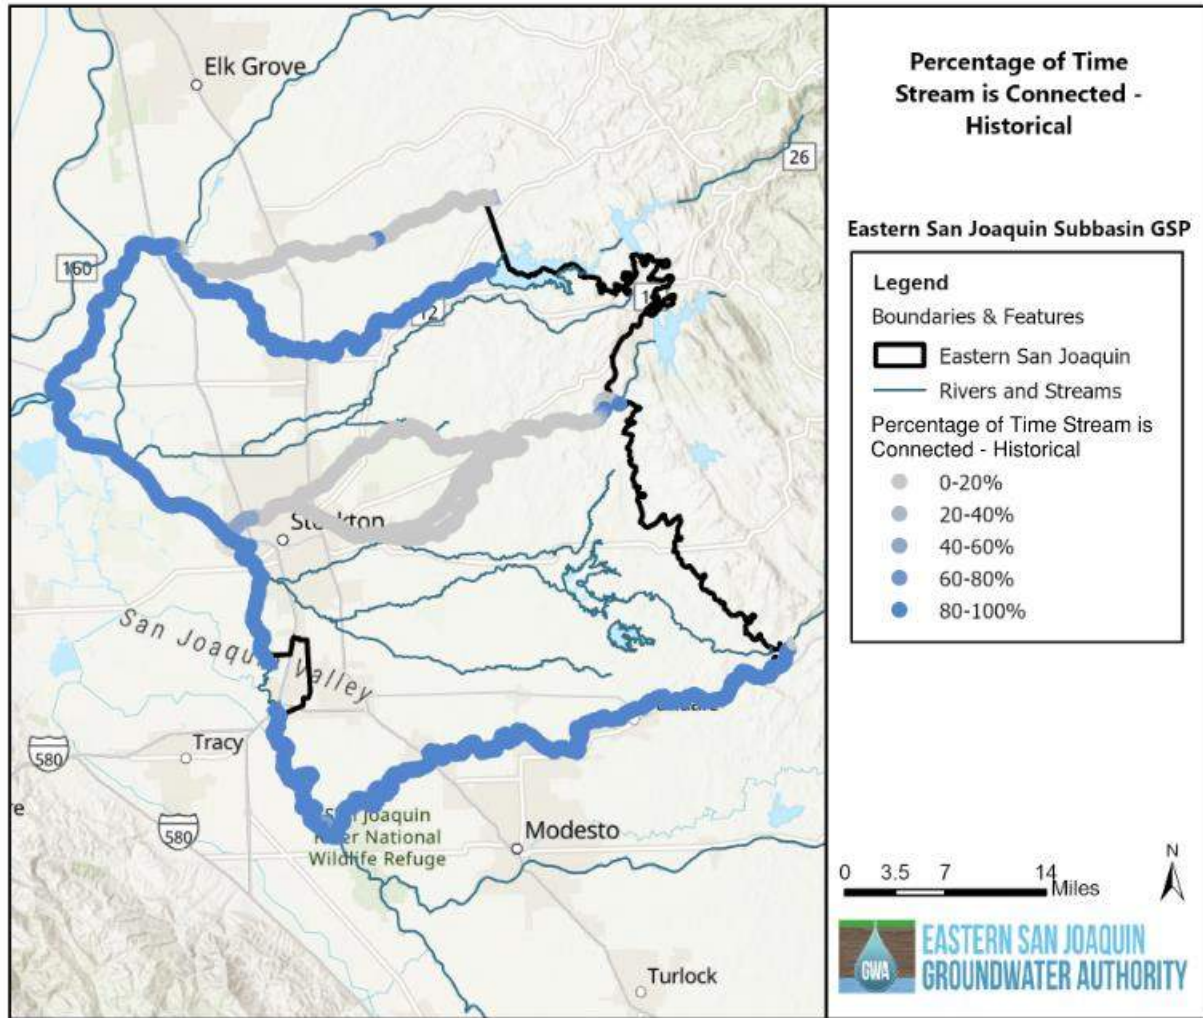 Elk Grove
26
160
12
1
Stockton
San Joaquin Valley
Tracy
580
580
San Joaquin
River National
Wildlife Refuge
Modesto
Turlock
re
Percentage of Time
Stream is Connected -
Historical
Eastern San Joaquin Subbasin GSP
Legend
Boundaries & Features
Eastern San Joaquin
Rivers and Streams
Percentage of Time Stream is
Connected - Historical
0-20%
20-40%
40-60%
60-80%
80-100%
N
0 3.5 7 14
Miles
GWA
EASTERN SAN JOAQUIN
GROUNDWATER AUTHORITY